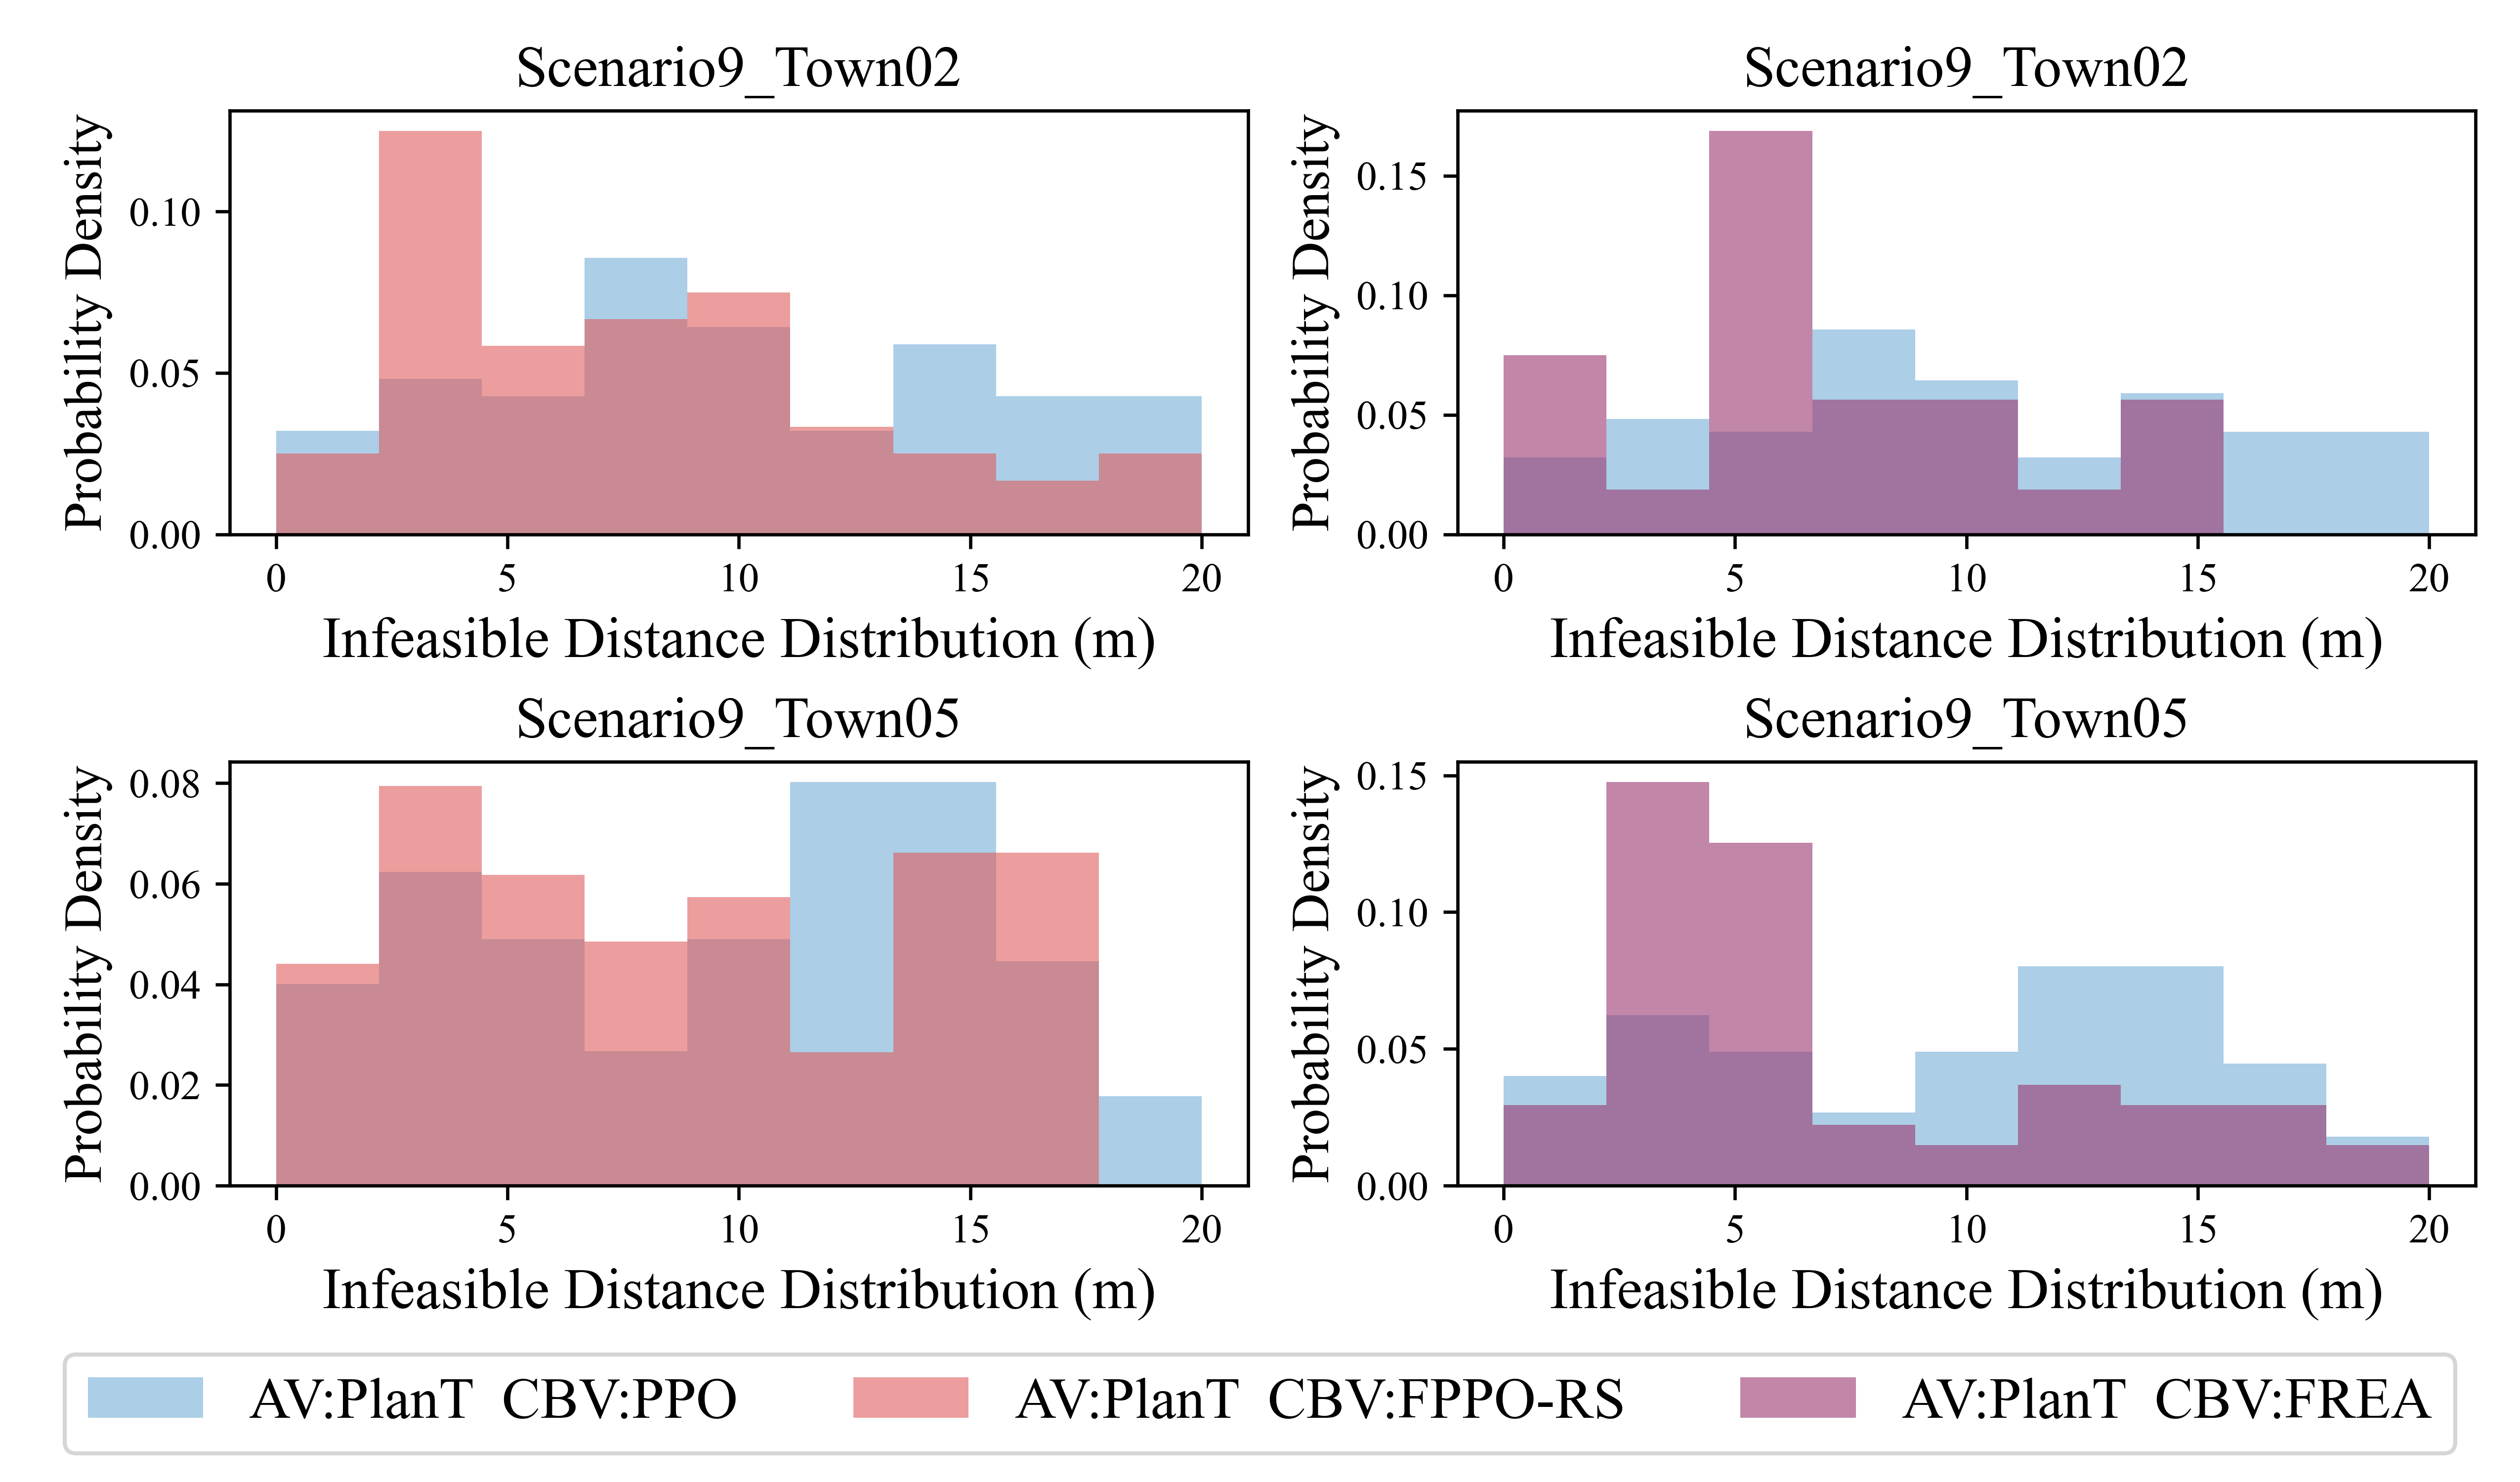 Scenario9_Town02
Probability Density
0.10
0.05
0.00
0 5 10 15 20
Infeasible Distance Distribution (m)
Scenario9_Town02
Probability Density
0.15
0.10
0.05
0.00
0 5 10 15 20
Infeasible Distance Distribution (m)
Scenario9_Town05
Probability Density
0.08
0.06
0.04
0.02
0.00
0 5 10 15 20
Infeasible Distance Distribution (m)
Scenario9_Town05
Probability Density
0.15
0.10
0.05
0.00
0 5 10 15 20
Infeasible Distance Distribution (m)
AV:PlanT CBV:PPO AV:PlanT CBV:FPPO-RS AV:PlanT CBV:FREA